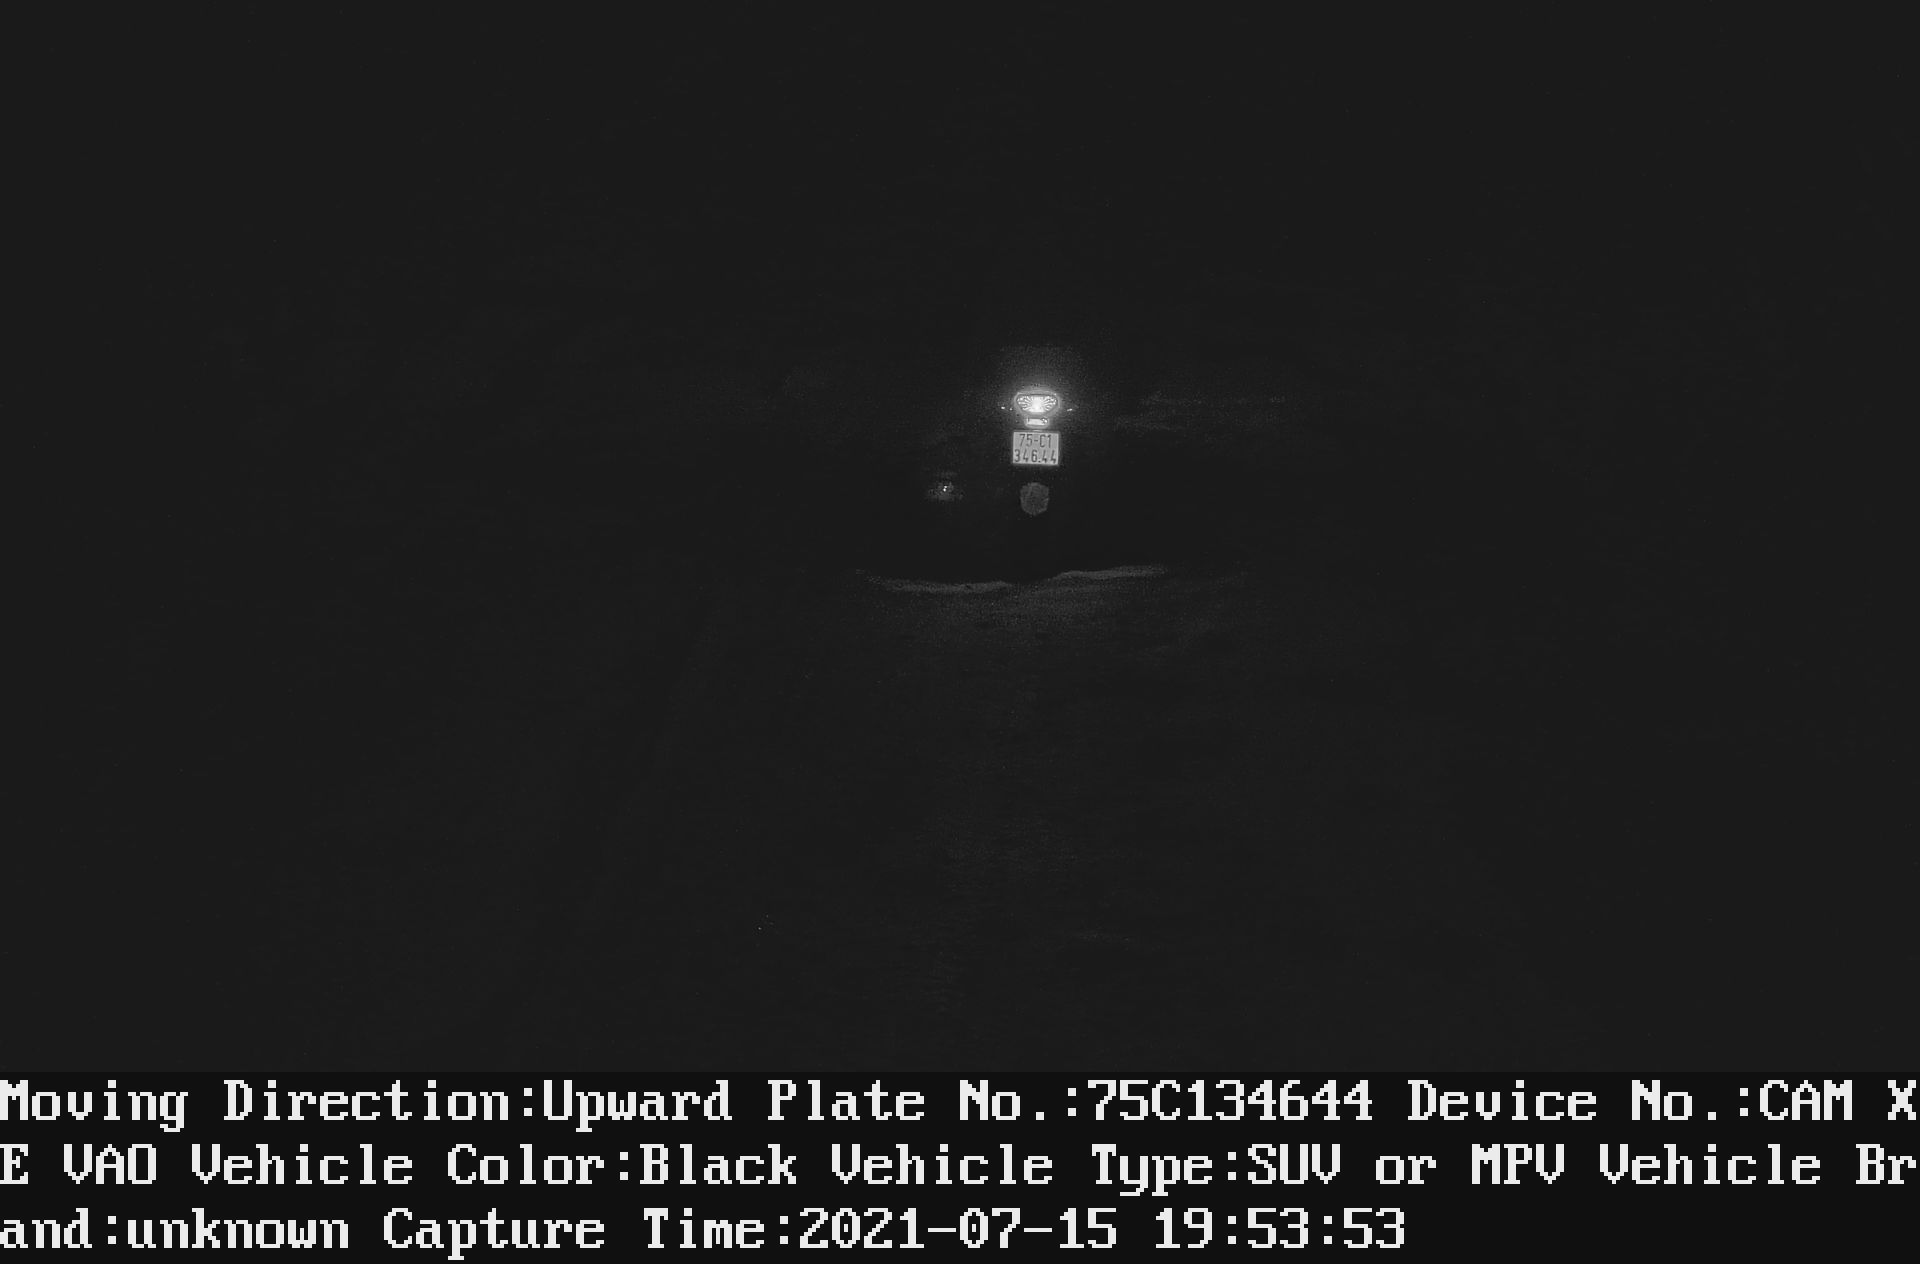 75-C1
346.44
Moving Direction:Upward Plate No.:75C134644 Device No.:CAM X
E VAO Vehicle Color:Black Vehicle Type:SUV or MPV Vehicle Br
and:unknown Capture Time:2021-07-15 19:53:53